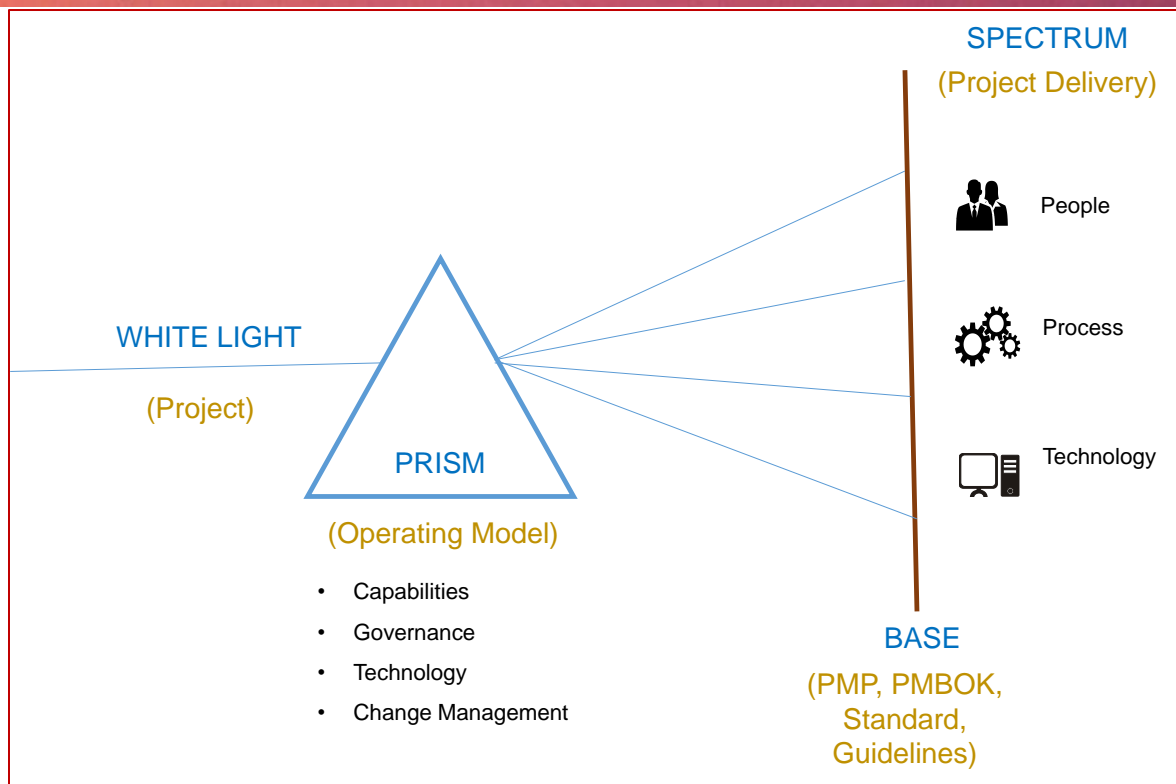 WHITE LIGHT
(Project)
PRISM
(Operating Model)
• Capabilities
• Governance
• Technology
• Change Management
SPECTRUM
(Project Delivery)
People
Process
Technology
BASE
(PMP, PMBOK,
Standard,
Guidelines)